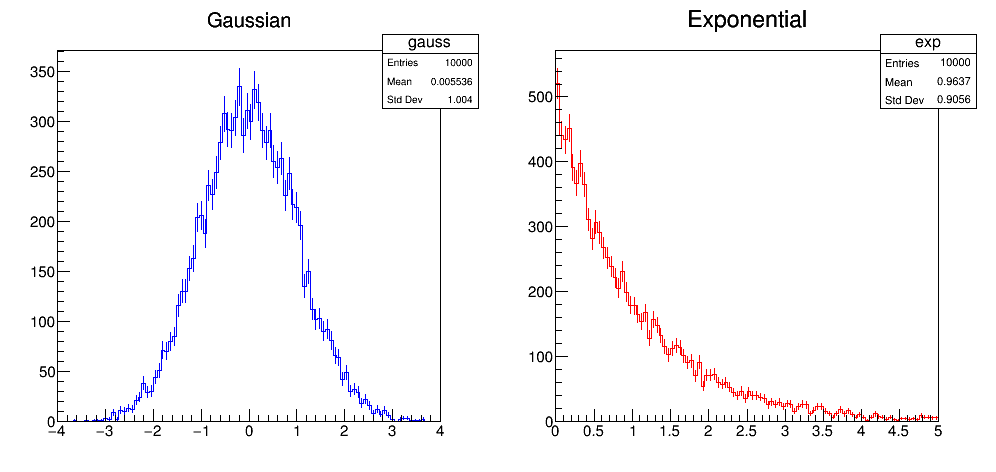 Gaussian
gauss
Entries 10000
Mean 0.005536
Std Dev 1.004
350
300
250
200
150
100
50
0
−4 −3 −2 −1 0 1 2 3 4
Exponential
exp
Entries 10000
Mean 0.9637
Std Dev 0.9056
500
400
300
200
100
0
0 0.5 1 1.5 2 2.5 3 3.5 4 4.5 5